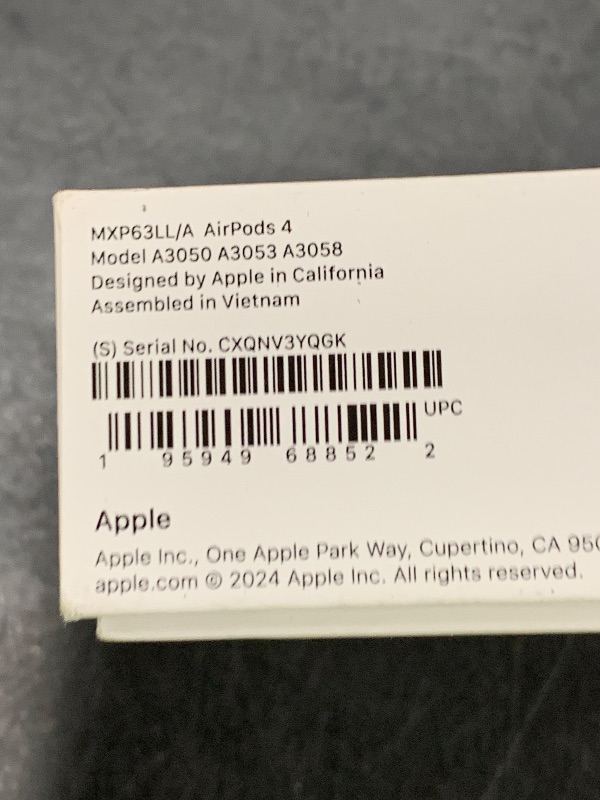 MXP63LL/A AirPods 4
Model A3050 A3053 A3058
Designed by Apple in California
Assembled in Vietnam
(S) Serial No. CXQNV3YQGK
UPC
1 95949 68852 2
Apple
Apple Inc., One Apple Park Way, Cupertino, CA 950
apple.com © 2024 Apple Inc. All rights reserved.